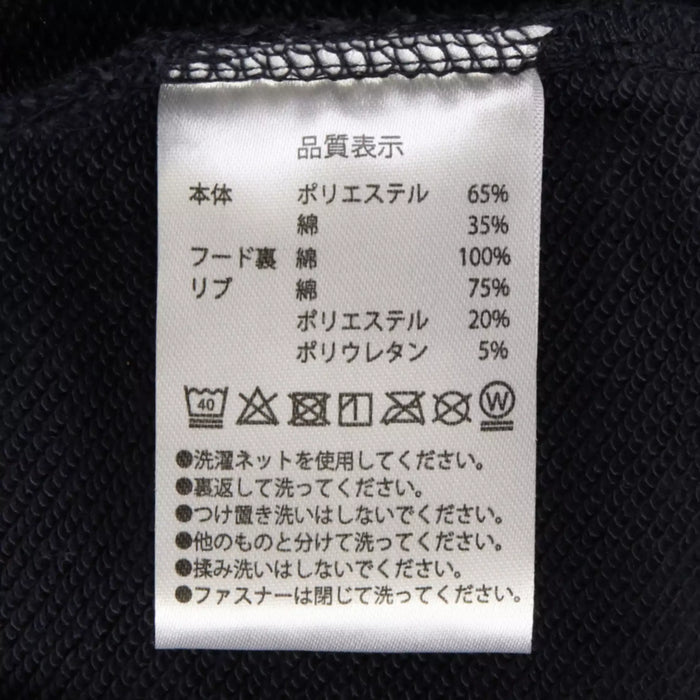 品質表示
本体 ポリエステル 65%
綿 35%
フード裏 綿 100%
リブ 綿 75%
ポリエステル 20%
ポリウレタン 5%
40 W
●洗濯ネットを使用してください。
●裏返して洗ってください。
●つけ置き洗いはしないでください。
●他のものと分けて洗ってください。
●揉み洗いはしないでください。
●ファスナーは閉じて洗ってください。